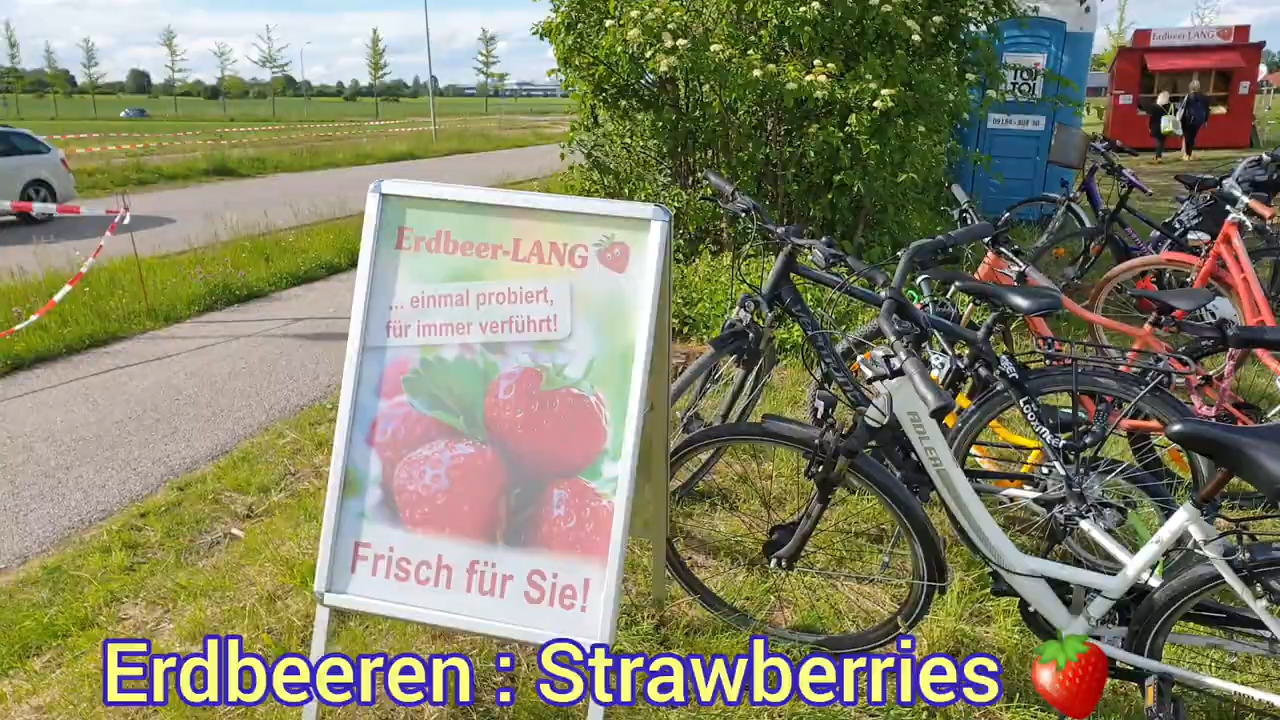 Erdbeer-LANG
... einmal probiert,
für immer verführt!
Frisch für Sie!
Erdbeer-LANG
TOI
TOI
ADLER
Erdbeeren : Strawberries 🍓